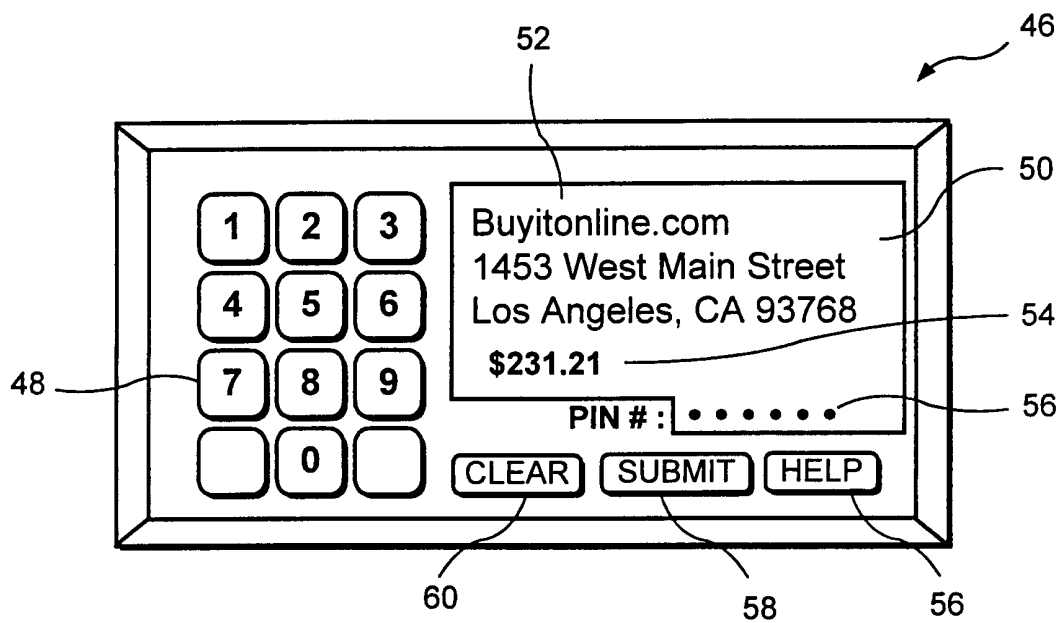 52
46
50
1 2 3
Buyitonline.com
1453 West Main Street
4 5 6
Los Angeles, CA 93768
54
$231.21
48
7 8 9
56
PIN # : • • • • • •
0
CLEAR SUBMIT HELP
60
58
56